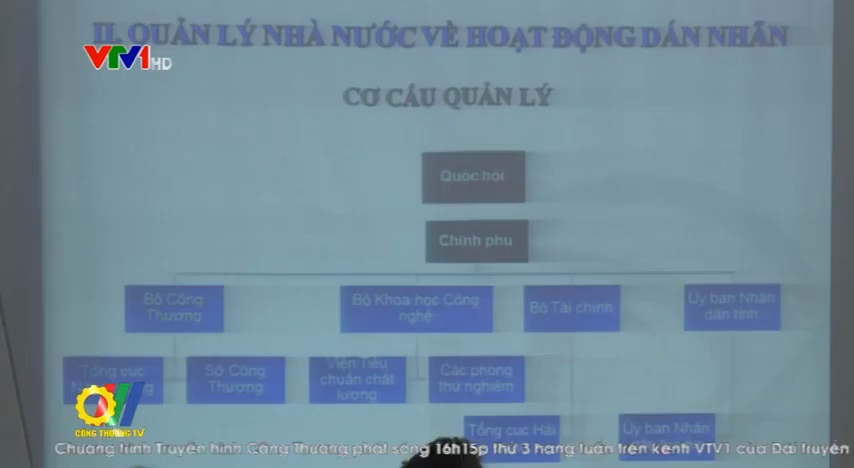 II. QUẢN LÝ NHÀ NƯỚC VỀ HOẠT ĐỘNG DÁN NHÃN
VTV1 HD
CƠ CẤU QUẢN LÝ
Quốc hội
Chính phủ
Bộ Công Thương
Bộ Khoa học Công nghệ
Bộ Tài chính
Ủy ban Nhân dân tỉnh
Tổng cục
Sở Công Thương
Viện Tiêu chuẩn chất lượng
Các phòng thử nghiệm
Tổng cục Hải
Ủy ban Nhân
CÔNG THƯƠNG TV
Chương trình Truyền hình Công Thương phát sóng 16h15p thứ 3 hàng tuần trên kênh VTV1 của Đài truyền